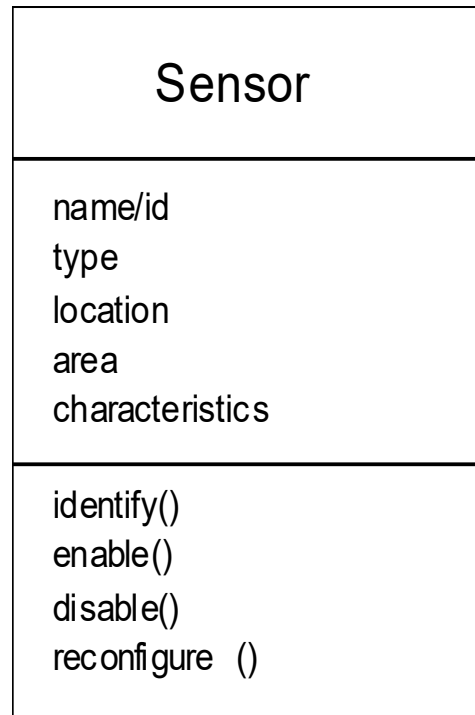 Sensor
name/id
type
location
area
characteristics
identify()
enable()
disable()
reconfigure ()